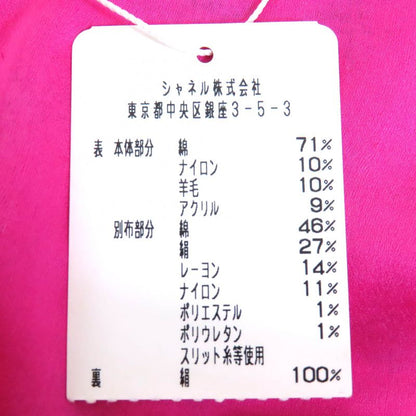 シャネル株式会社
東京都中央区銀座3-5-3
表 本体部分 綿 71%
ナイロン 10%
羊毛 10%
アクリル 9%
別布部分 綿 46%
絹 27%
レーヨン 14%
ナイロン 11%
ポリエステル 1%
ポリウレタン 1%
スリット糸等使用
裏 絹 100%